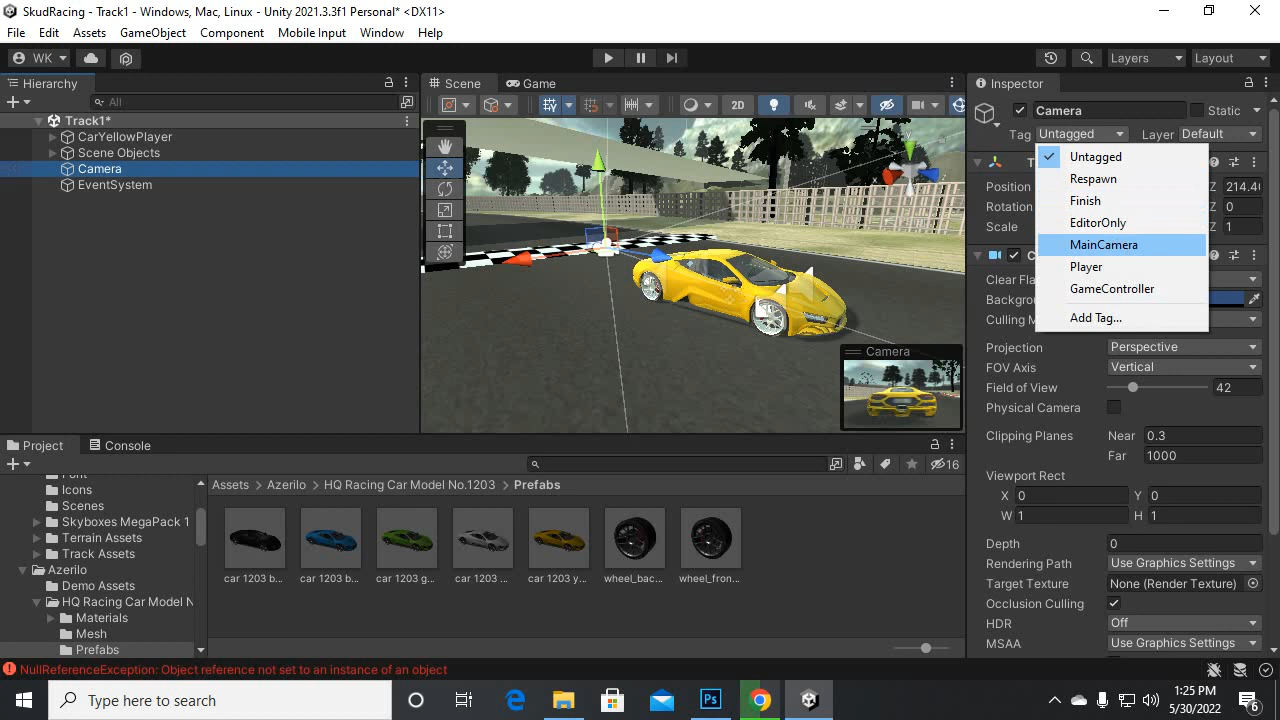 SkudRacing - Track1 - Windows, Mac, Linux - Unity 2021.3.3f1 Personal* <DX11>
File Edit Assets GameObject Component Mobile Input Window Help
WK Layers Layout
Hierarchy
All
Track1*
CarYellowPlayer
Scene Objects
Camera
EventSystem
Scene Game
2D
y
x
Camera
Inspector
Camera Static
Tag Untagged Layer Default
Untagged
Respawn
Finish
EditorOnly
MainCamera
Player
GameController
Add Tag...
Position Z 214.4
Rotation Z 0
Scale Z 1
Clear Fla
Backgrou
Culling M
Projection Perspective
FOV Axis Vertical
Field of View 42
Physical Camera
Clipping Planes Near 0.3
Far 1000
Viewport Rect
X 0 Y 0
W 1 H 1
Depth 0
Rendering Path Use Graphics Settings
Target Texture None (Render Texture)
Occlusion Culling
HDR Off
MSAA Use Graphics Settings
Project Console
16
Icons
Scenes
Skyboxes MegaPack 1
Terrain Assets
Track Assets
Azerilo
Demo Assets
HQ Racing Car Model N
Materials
Mesh
Prefabs
Assets > Azerilo > HQ Racing Car Model No.1203 > Prefabs
car 1203 b... car 1203 b... car 1203 g... car 1203 ... car 1203 y... wheel_bac... wheel_fron...
NullReferenceException: Object reference not set to an instance of an object
Type here to search
Ps
1:25 PM
5/30/2022
6